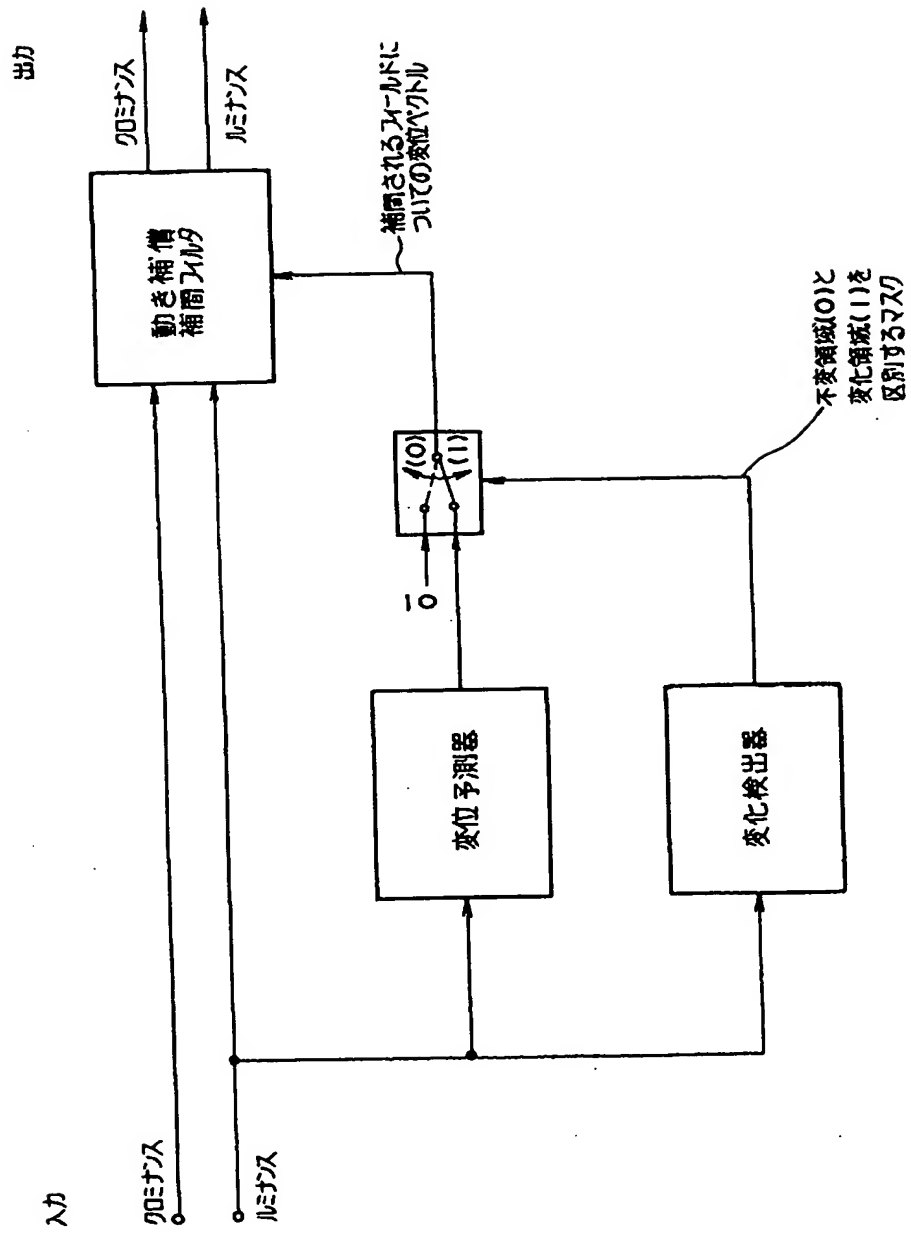 入力
クロミナンス
ルミナンス
変位予測器
変化検出器
0
(0)
(1)
不変領域(0)と
変化領域(1)を
区別するマスク
補間されるフィールドに
ついての変位ベクトル
動き補償
補間フィルタ
クロミナンス
ルミナンス
出力